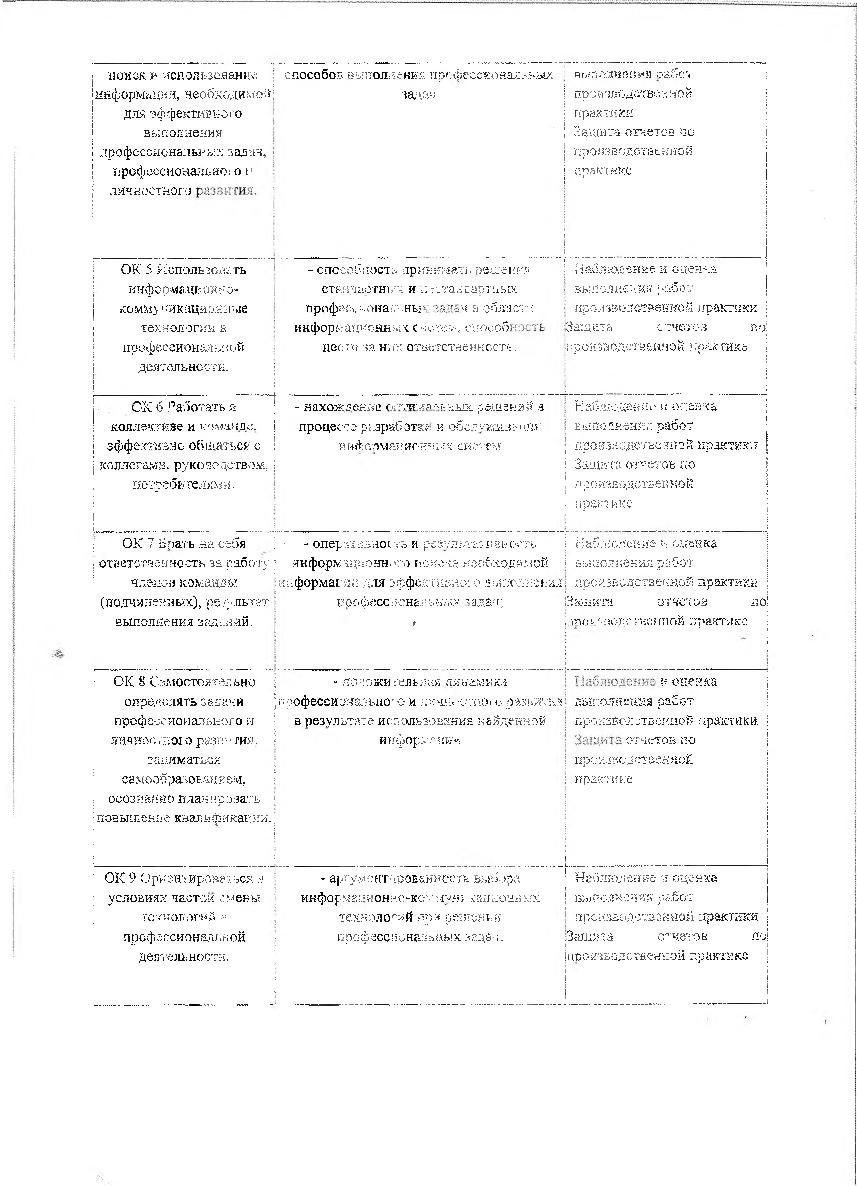 поиск и использование
информации, необходимой
для эффективного
выполнения
профессиональных задач,
профессионального и
личностного развития.
способов выполнения профессиональных
задач
выполнения работ
производственной
практики
Защита отчетов по
производственной
практике
ОК 5 Использовать
информационно-
коммуникационные
технологии в
профессиональной
деятельности.
- способность принимать решения
стандартных и нестандартных
профессиональных задач в области
информационных систем, способность
нести за них ответственность.
Наблюдение и оценка
выполнения работ
производственной практики
Защита отчетов по
производственной практике
ОК 6 Работать в
коллективе и команде,
эффективно общаться с
коллегами, руководством,
потребителями.
- нахождение оптимальных решений в
процессе разработки и обслуживания
информационных систем
Наблюдение и оценка
выполнения работ
производственной практики
Защита отчетов по
производственной
практике
ОК 7 Брать на себя
ответственность за работу
членов команды
(подчиненных), результат
выполнения заданий.
- оперативность и результативность
информационного поиска необходимой
информации для эффективного выполнения
профессиональных задач;
Наблюдение и оценка
выполнения работ
производственной практики
Защита отчетов по
производственной практике
ОК 8 Самостоятельно
определять задачи
профессионального и
личностного развития,
заниматься
самообразованием,
осознанно планировать
повышение квалификации.
- положительная динамика
профессионального и личностного развития
в результате использования найденной
информации
Наблюдение и оценка
выполнения работ
производственной практики
Защита отчетов по
производственной
практике
ОК 9 Ориентироваться в
условиях частой смены
технологий в
профессиональной
деятельности.
- аргументированность выбора
информационно-коммуникационных
технологий при решении
профессиональных задач.
Наблюдение и оценка
выполнения работ
производственной практики
Защита отчетов по
производственной практике